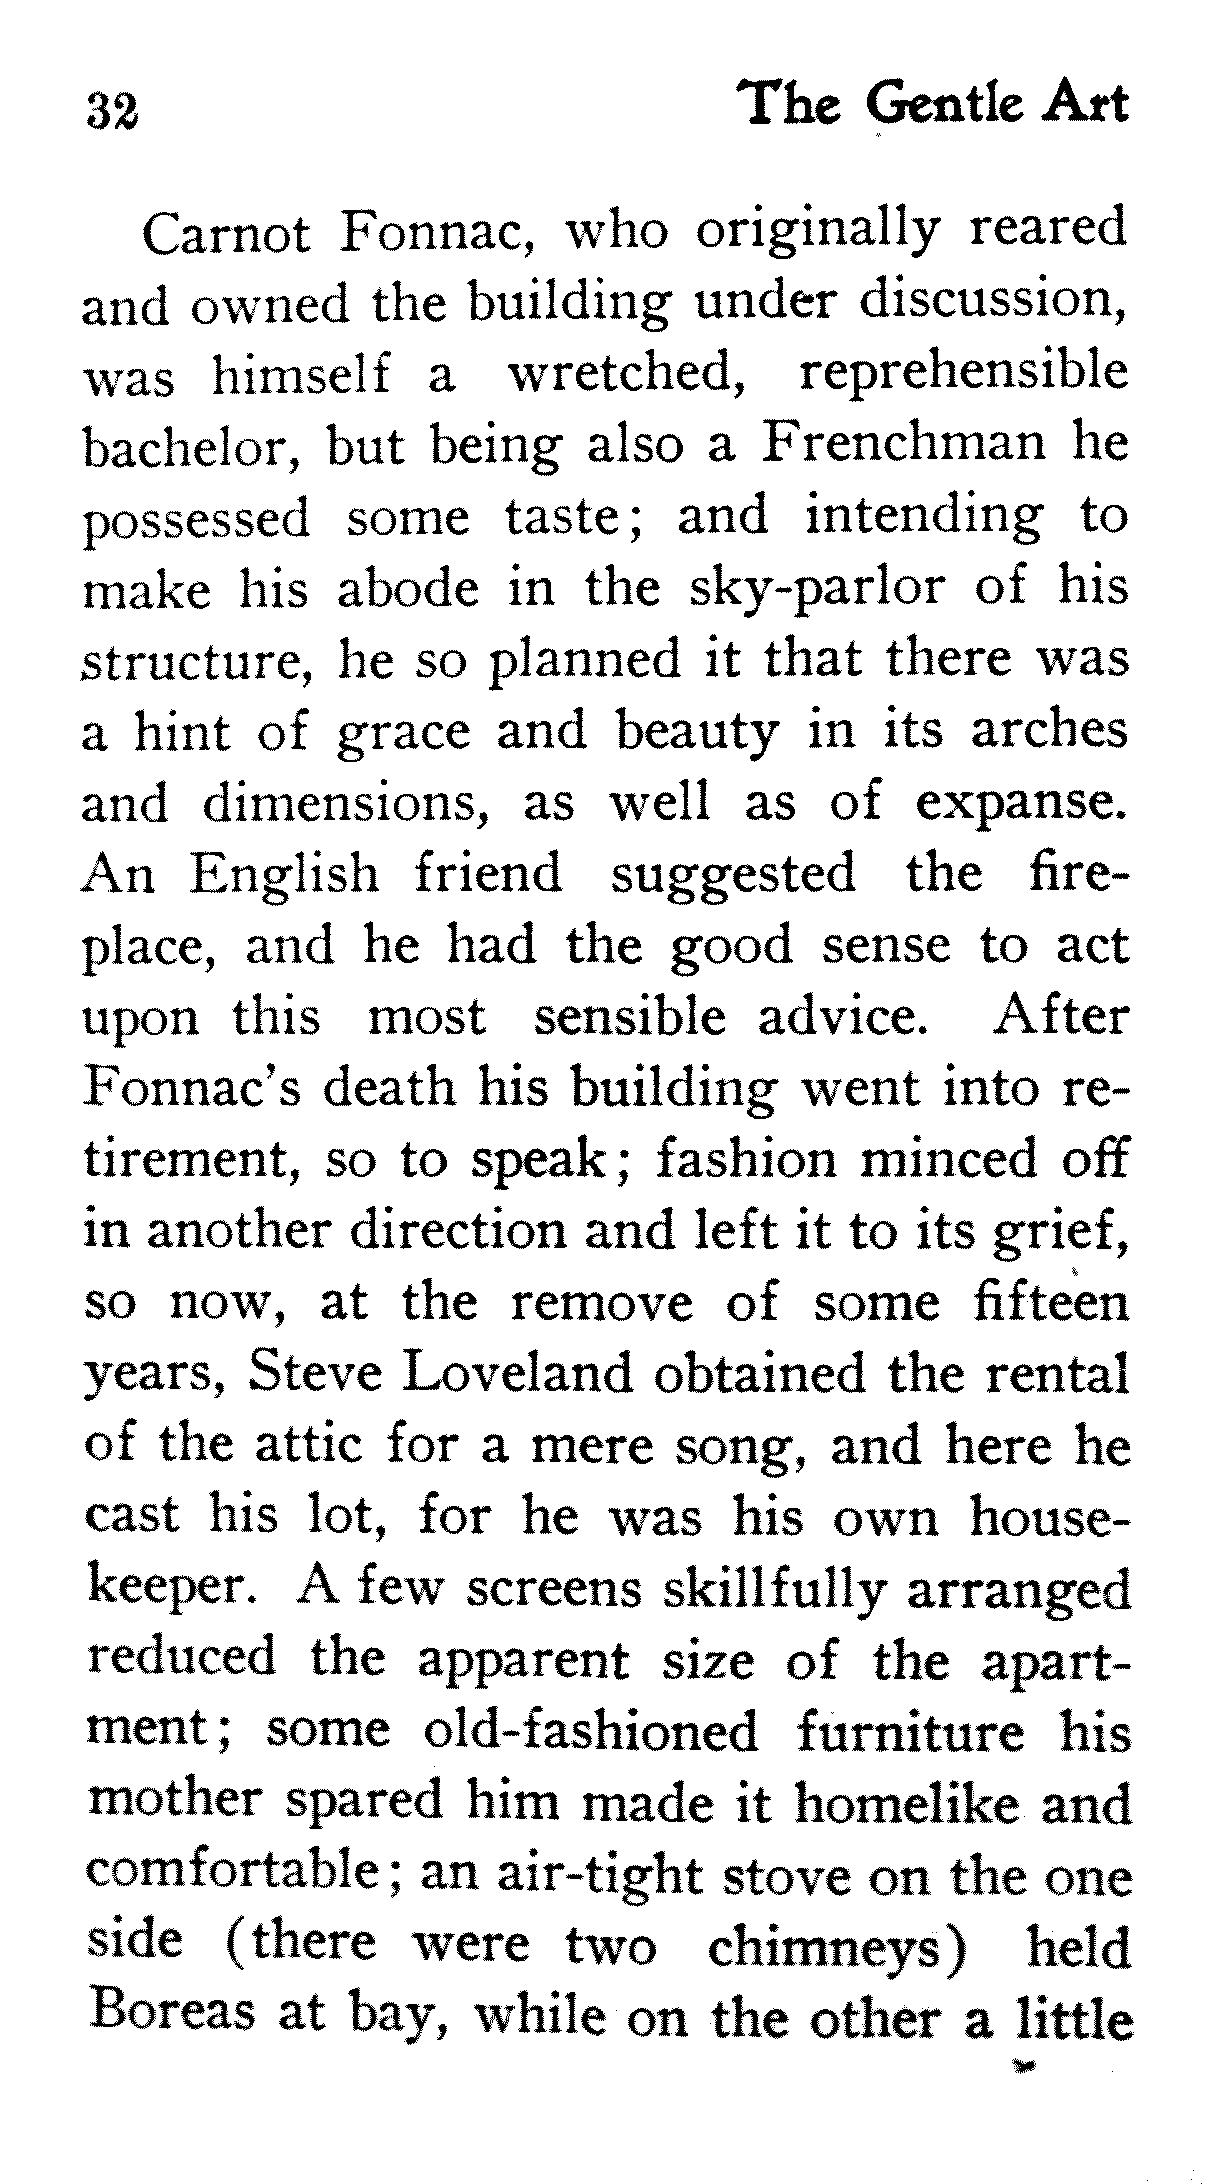 32 The Gentle Art
Carnot Fonnac, who originally reared
and owned the building under discussion,
was himself a wretched, reprehensible
bachelor, but being also a Frenchman he
possessed some taste; and intending to
make his abode in the sky-parlor of his
structure, he so planned it that there was
a hint of grace and beauty in its arches
and dimensions, as well as of expanse.
An English friend suggested the fire-
place, and he had the good sense to act
upon this most sensible advice. After
Fonnac's death his building went into re-
tirement, so to speak; fashion minced off
in another direction and left it to its grief,
so now, at the remove of some fifteen
years, Steve Loveland obtained the rental
of the attic for a mere song, and here he
cast his lot, for he was his own house-
keeper. A few screens skillfully arranged
reduced the apparent size of the apart-
ment; some old-fashioned furniture his
mother spared him made it homelike and
comfortable; an air-tight stove on the one
side (there were two chimneys) held
Boreas at bay, while on the other a little